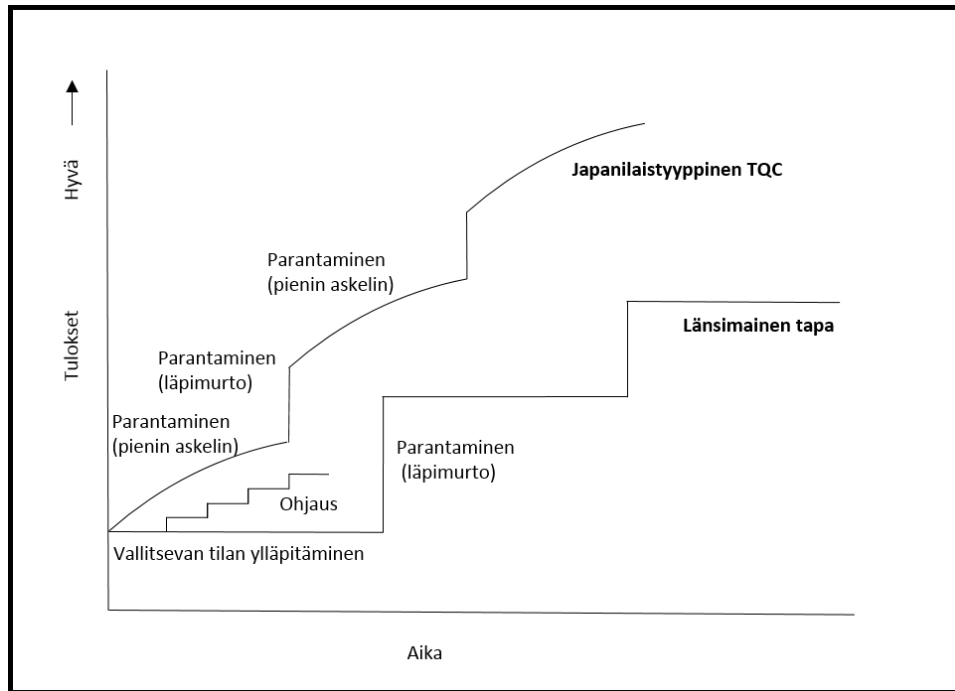 Hyvä
Japanilaistyyppinen TQC
Parantaminen
(pienin askelin)
Tulokset
Länsimainen tapa
Parantaminen
(läpimurto)
Parantaminen
(pienin askelin)
Parantaminen
(läpimurto)
Ohjaus
Vallitsevan tilan ylläpitäminen
Aika